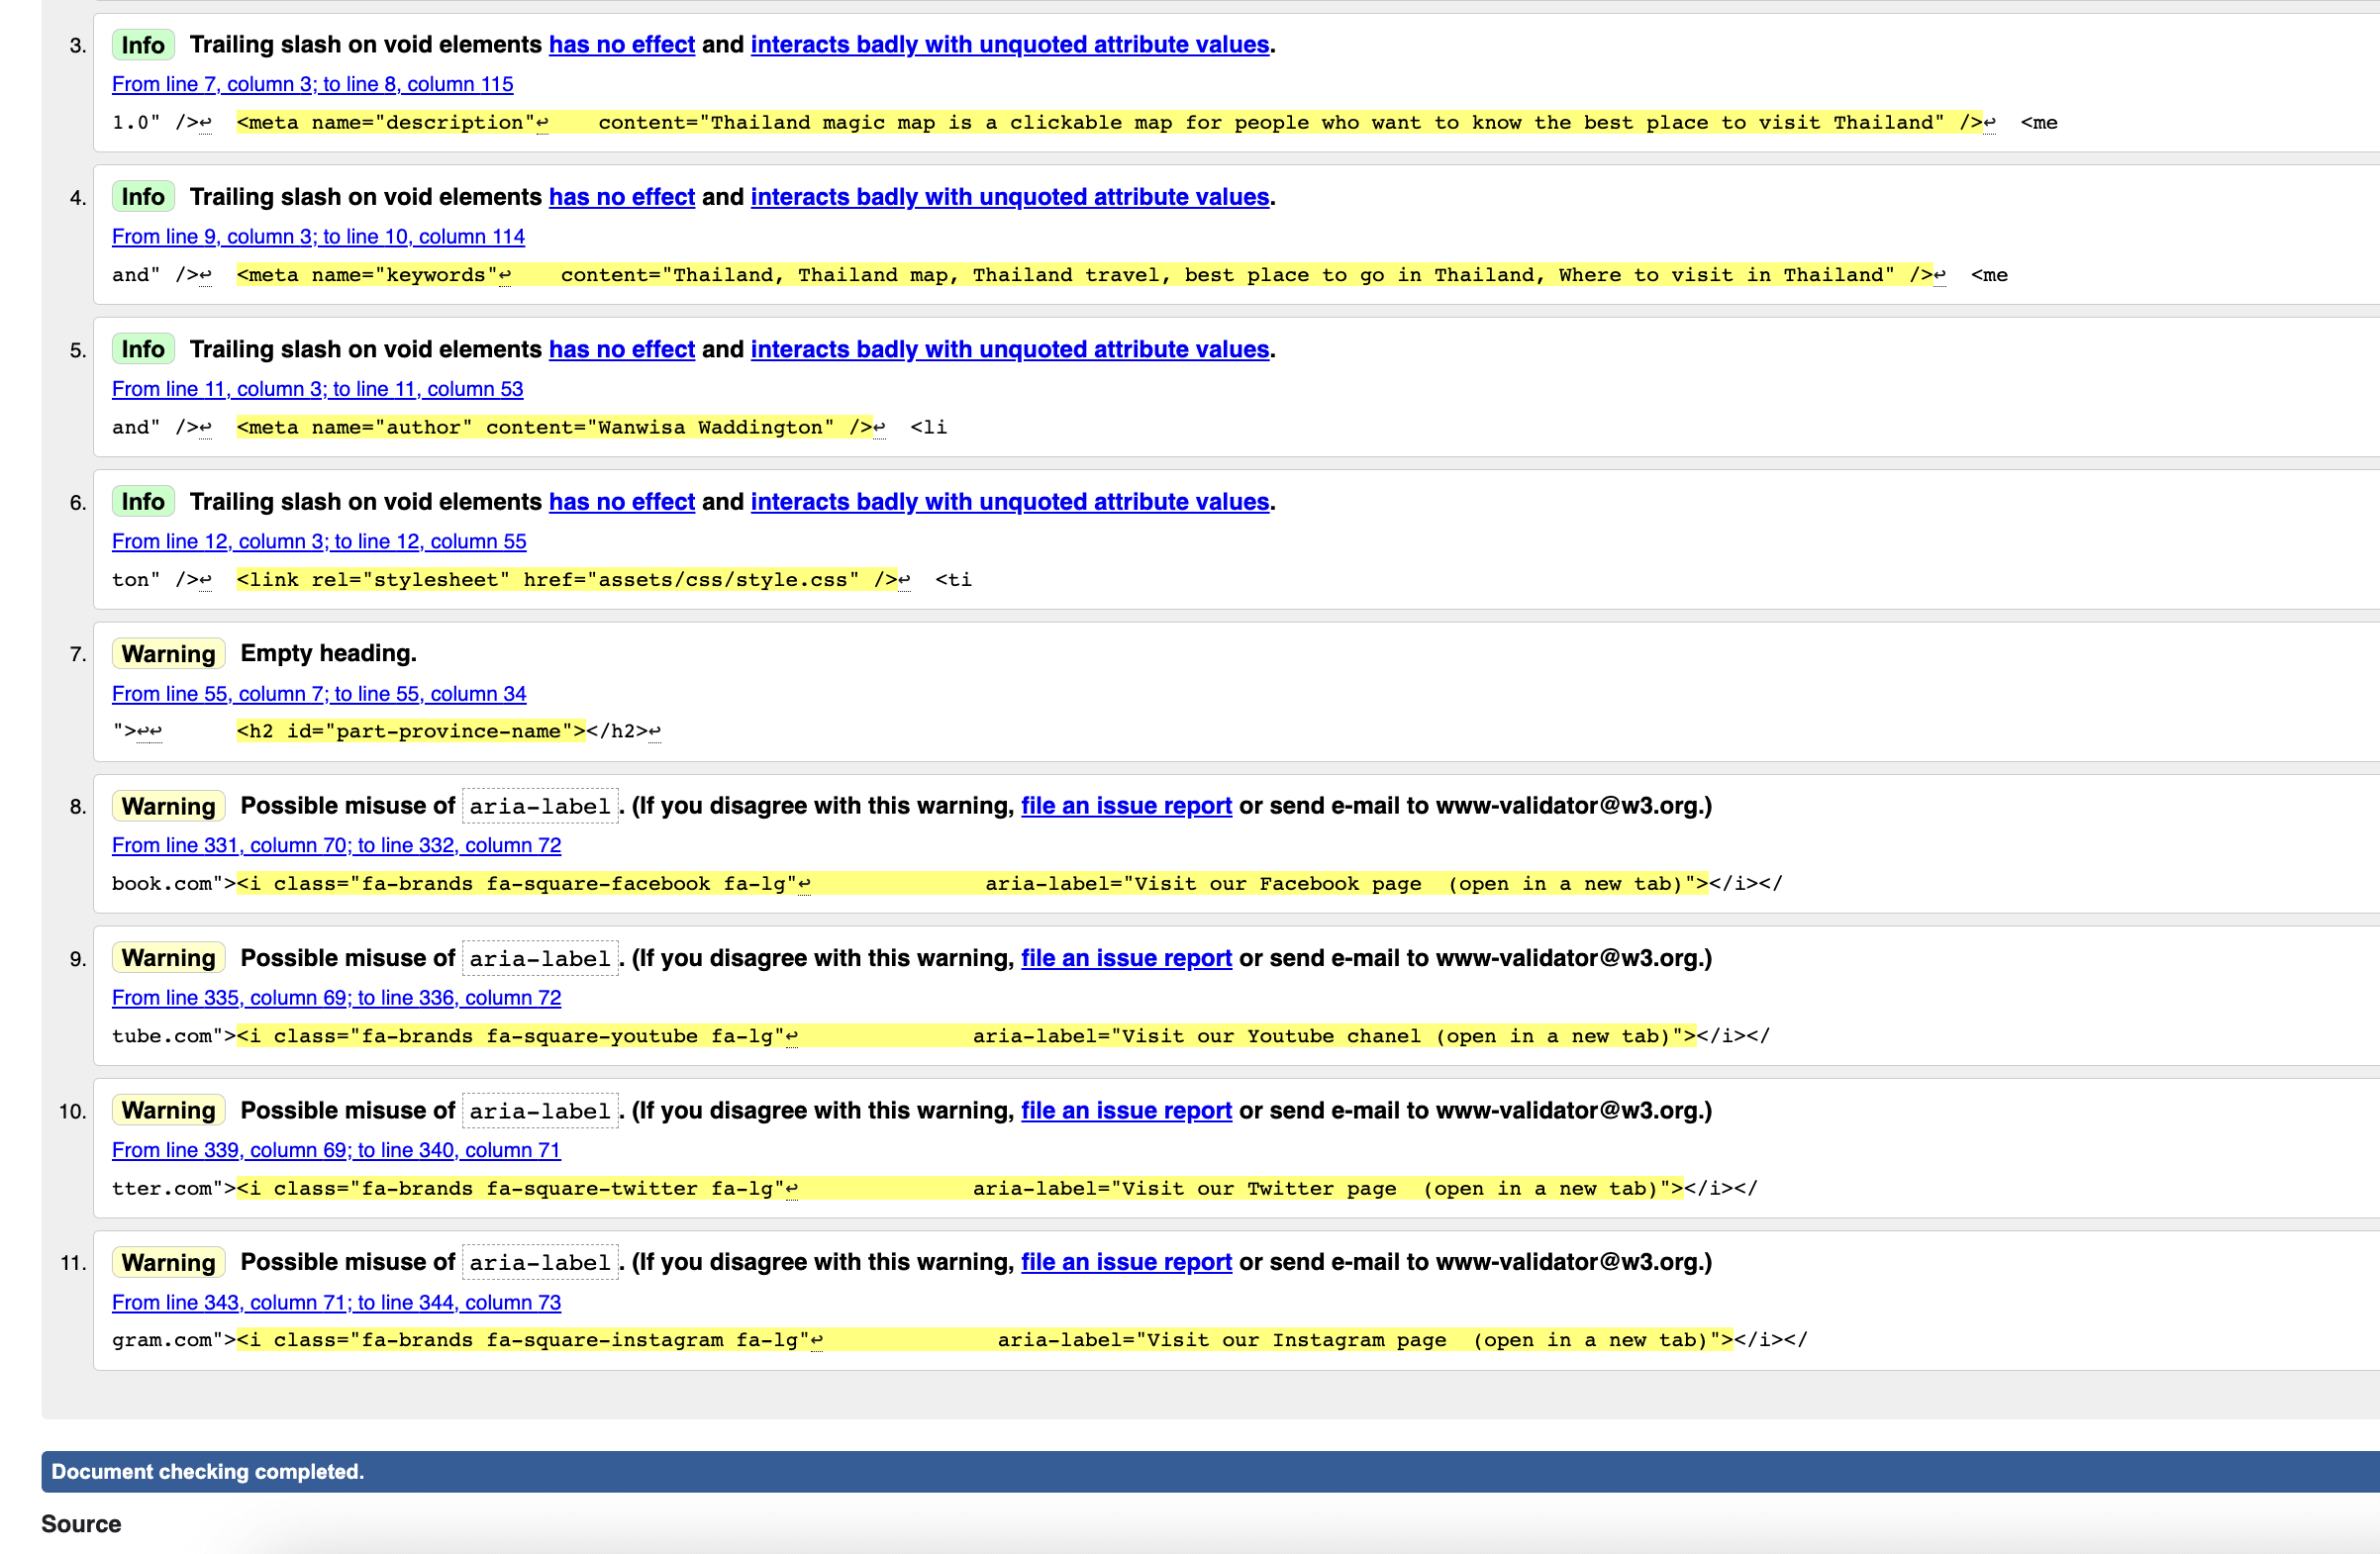 3. Info Trailing slash on void elements has no effect and interacts badly with unquoted attribute values.
From line 7, column 3; to line 8, column 115
1.0" />↩  <meta name="description"↩    content="Thailand magic map is a clickable map for people who want to know the best place to visit Thailand" />↩  <me
4. Info Trailing slash on void elements has no effect and interacts badly with unquoted attribute values.
From line 9, column 3; to line 10, column 114
and" />↩  <meta name="keywords"↩    content="Thailand, Thailand map, Thailand travel, best place to go in Thailand, Where to visit in Thailand" />↩  <me
5. Info Trailing slash on void elements has no effect and interacts badly with unquoted attribute values.
From line 11, column 3; to line 11, column 53
and" />↩  <meta name="author" content="Wanwisa Waddington" />↩  <li
6. Info Trailing slash on void elements has no effect and interacts badly with unquoted attribute values.
From line 12, column 3; to line 12, column 55
ton" />↩  <link rel="stylesheet" href="assets/css/style.css" />↩  <ti
7. Warning Empty heading.
From line 55, column 7; to line 55, column 34
">↩↩      <h2 id="part-province-name"></h2>↩
8. Warning Possible misuse of aria-label. (If you disagree with this warning, file an issue report or send e-mail to www-validator@w3.org.)
From line 331, column 70; to line 332, column 72
book.com"><i class="fa-brands fa-square-facebook fa-lg"↩              aria-label="Visit our Facebook page  (open in a new tab)"></i></
9. Warning Possible misuse of aria-label. (If you disagree with this warning, file an issue report or send e-mail to www-validator@w3.org.)
From line 335, column 69; to line 336, column 72
tube.com"><i class="fa-brands fa-square-youtube fa-lg"↩              aria-label="Visit our Youtube chanel (open in a new tab)"></i></
10. Warning Possible misuse of aria-label. (If you disagree with this warning, file an issue report or send e-mail to www-validator@w3.org.)
From line 339, column 69; to line 340, column 71
tter.com"><i class="fa-brands fa-square-twitter fa-lg"↩              aria-label="Visit our Twitter page  (open in a new tab)"></i></
11. Warning Possible misuse of aria-label. (If you disagree with this warning, file an issue report or send e-mail to www-validator@w3.org.)
From line 343, column 71; to line 344, column 73
gram.com"><i class="fa-brands fa-square-instagram fa-lg"↩              aria-label="Visit our Instagram page  (open in a new tab)"></i></
Document checking completed.
Source